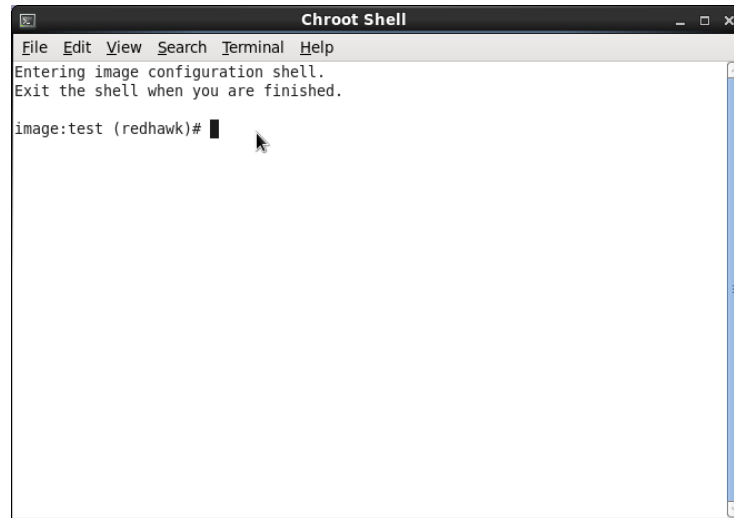 Chroot Shell
File Edit View Search Terminal Help
Entering image configuration shell.
Exit the shell when you are finished.
image:test (redhawk)#